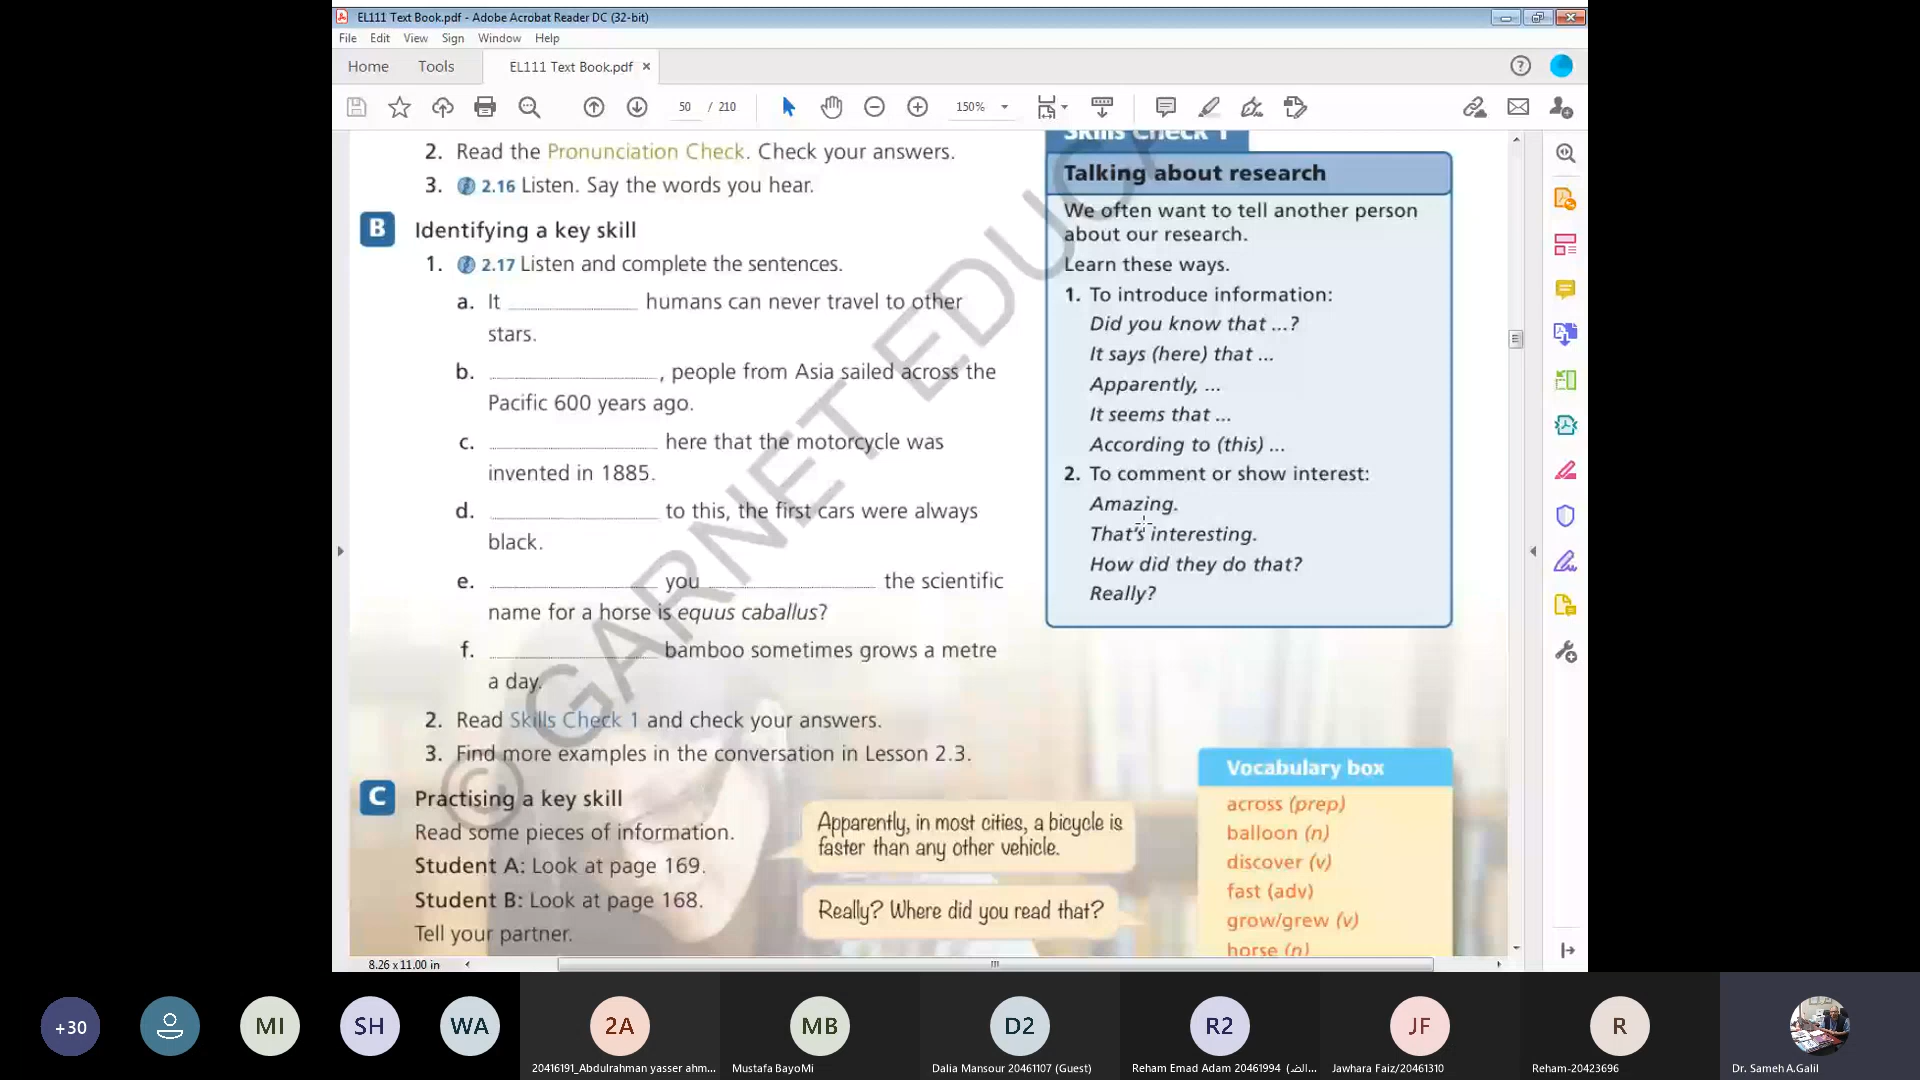 EL111 Text Book.pdf - Adobe Acrobat Reader DC (32-bit)
File Edit View Sign Window Help
Home Tools EL111 Text Book.pdf ×
50 / 210 150%
2. Read the Pronunciation Check. Check your answers.
3. 2.16 Listen. Say the words you hear.
B Identifying a key skill
1. 2.17 Listen and complete the sentences.
a. It humans can never travel to other
stars.
b. , people from Asia sailed across the
Pacific 600 years ago.
c. here that the motorcycle was
invented in 1885.
d. to this, the first cars were always
black.
e. you the scientific
name for a horse is equus caballus?
f. bamboo sometimes grows a metre
a day.
2. Read Skills Check 1 and check your answers.
3. Find more examples in the conversation in Lesson 2.3.
C Practising a key skill
Read some pieces of information.
Student A: Look at page 169.
Student B: Look at page 168.
Tell your partner.
Apparently, in most cities, a bicycle is
faster than any other vehicle.
Really? Where did you read that?
Skills Check 1
Talking about research
We often want to tell another person
about our research.
Learn these ways.
1. To introduce information:
Did you know that ...?
It says (here) that ...
Apparently, ...
It seems that ...
According to (this) ...
2. To comment or show interest:
Amazing.
That's interesting.
How did they do that?
Really?
Vocabulary box
across (prep)
balloon (n)
discover (v)
fast (adv)
grow/grew (v)
horse (n)
© GARNET EDUCA
8.26 x 11.00 in
+30 MI SH WA 2A MB D2 R2 JF R
20416191_Abdulrahman yasser ahm... Mustafa BayoMi Dalia Mansour 20461107 (Guest) Reham Emad Adam 20461994 Jawhara Faiz/20461310 Reham-20423696 Dr. Sameh A.Galil